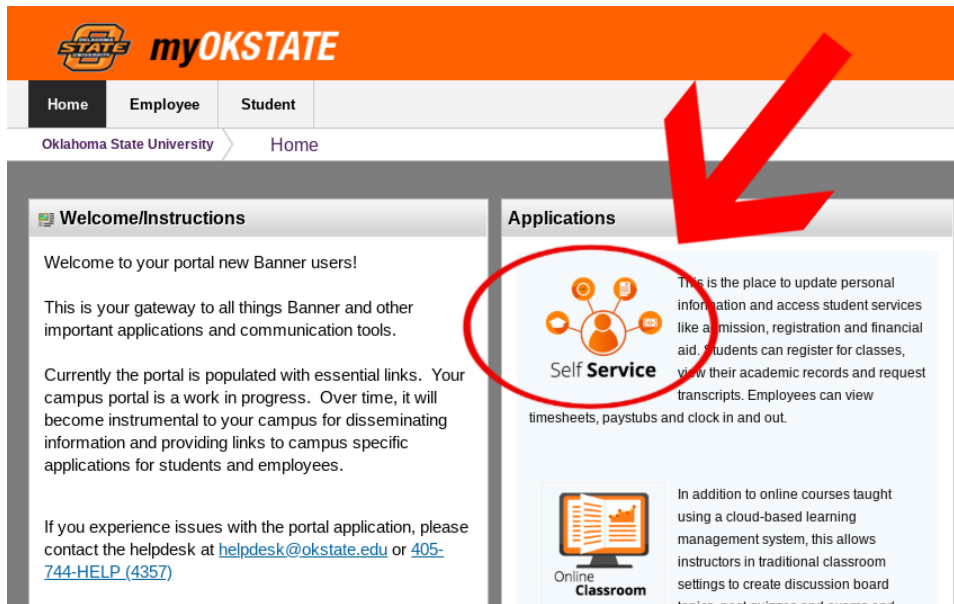 OKLAHOMA
STATE
UNIVERSITY
myOKSTATE
Home
Employee
Student
Oklahoma State University
Home
Welcome/Instructions
Welcome to your portal new Banner users!
This is your gateway to all things Banner and other
important applications and communication tools.
Currently the portal is populated with essential links.  Your
campus portal is a work in progress.  Over time, it will
become instrumental to your campus for disseminating
information and providing links to campus specific
applications for students and employees.
If you experience issues with the portal application, please
contact the helpdesk at helpdesk@okstate.edu or 405-
744-HELP (4357)
Applications
Self Service
This is the place to update personal
information and access student services
like admission, registration and financial
aid. Students can register for classes,
view their academic records and request
transcripts. Employees can view
timesheets, paystubs and clock in and out.
Online
Classroom
In addition to online courses taught
using a cloud-based learning
management system, this allows
instructors in traditional classroom
settings to create discussion board
topics, post quizzes and exams and